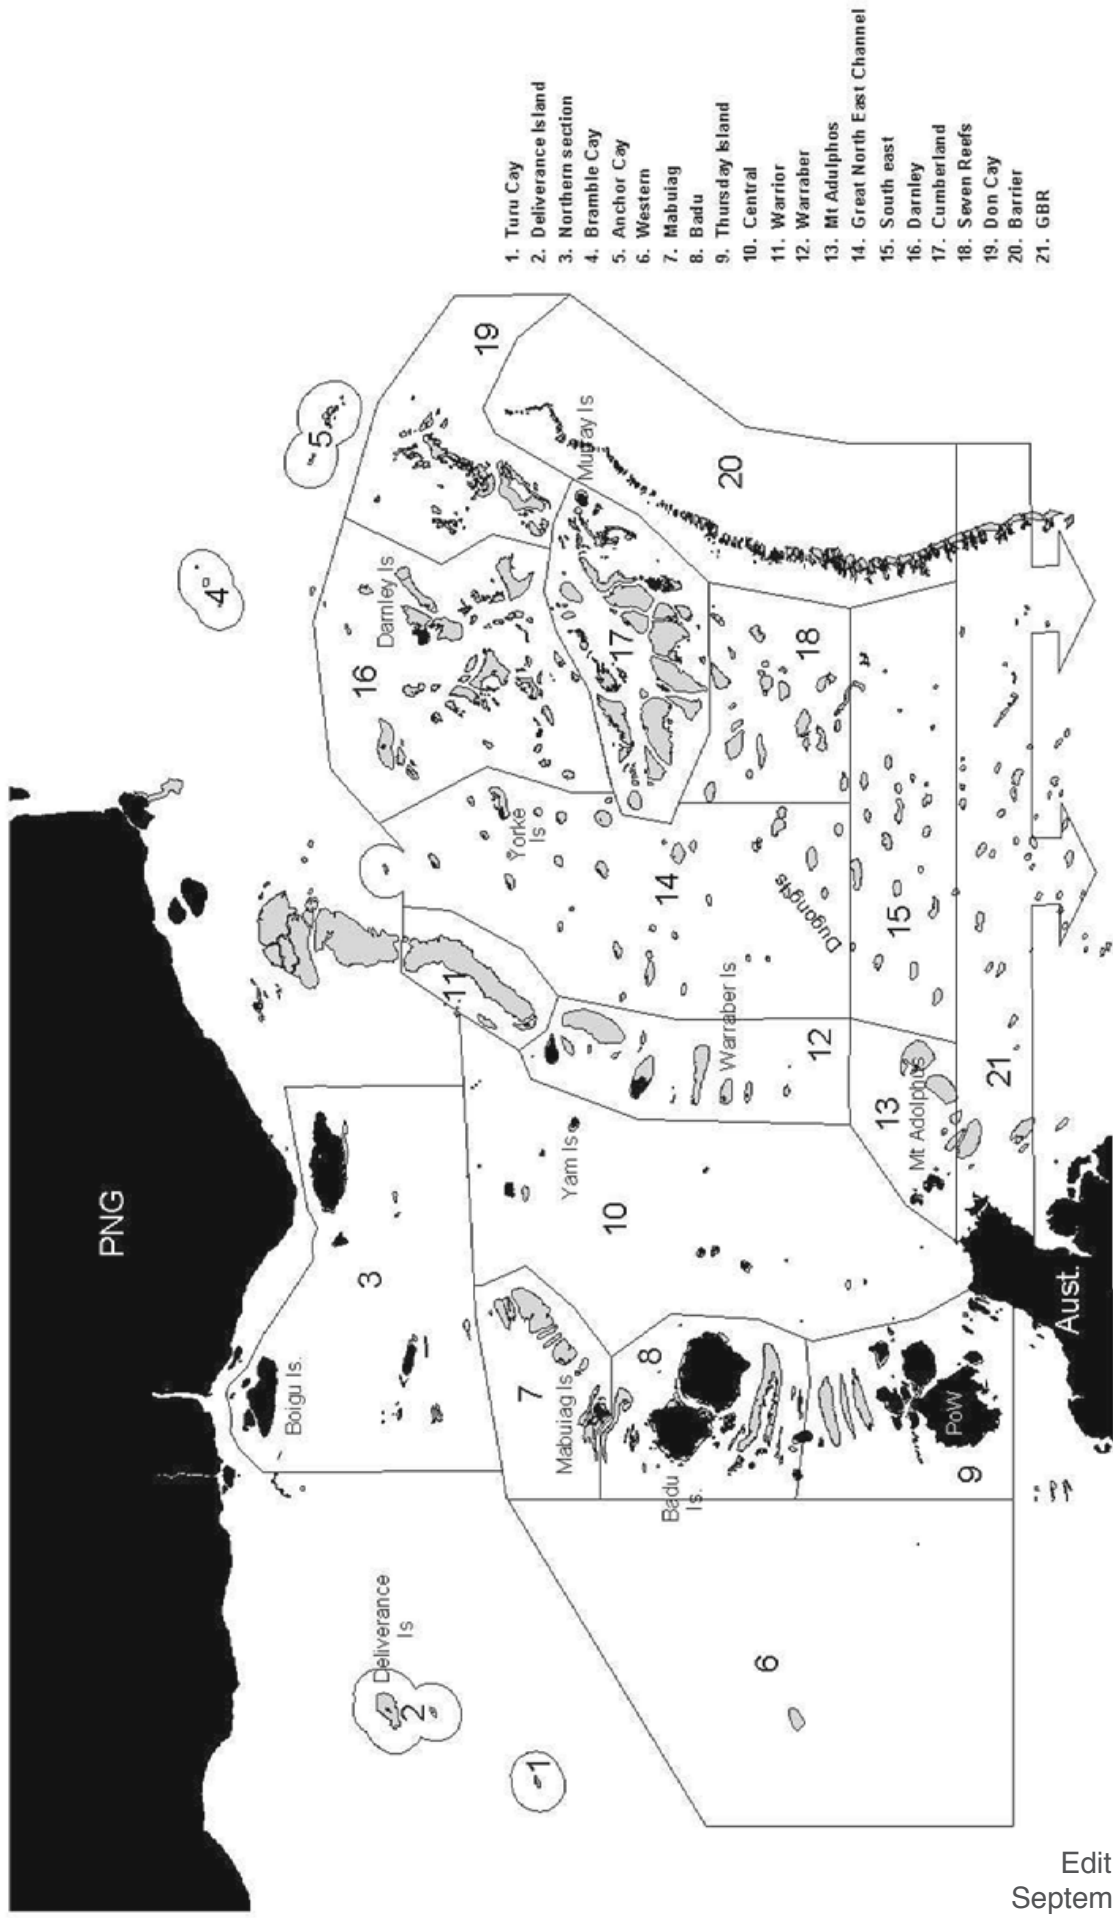 PNG
Aust.
Boigu Is.
Deliverance
Is
Mabuiag Is
Badu
Is.
PoW
Yam Is
Warraber Is
Mt Adolphus
Dugong Is
Yorke
Is
Darnley Is
Murray Is
1
2
3
4
5
6
7
8
9
10
11
12
13
14
15
16
17
18
19
20
21
1. Turu Cay
2. Deliverance Island
3. Northern section
4. Bramble Cay
5. Anchor Cay
6. Western
7. Mabuiag
8. Badu
9. Thursday Island
10. Central
11. Warrior
12. Warraber
13. Mt Adulphos
14. Great North East Channel
15. South east
16. Darnley
17. Cumberland
18. Seven Reefs
19. Don Cay
20. Barrier
21. GBR
Edit
Septem